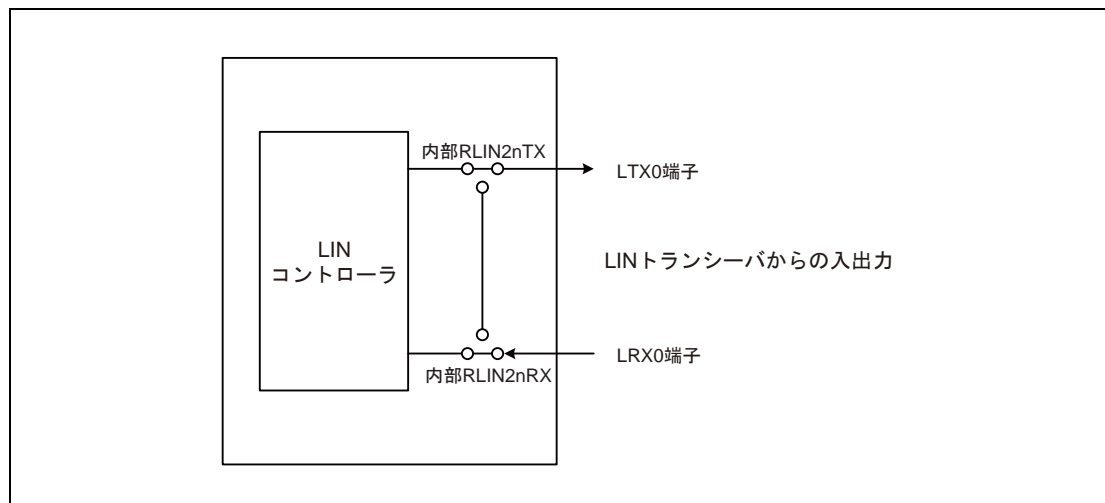 内部RLIN2nTX
LTX0端子
LIN
コントローラ
LINトランシーバからの入出力
LRX0端子
内部RLIN2nRX